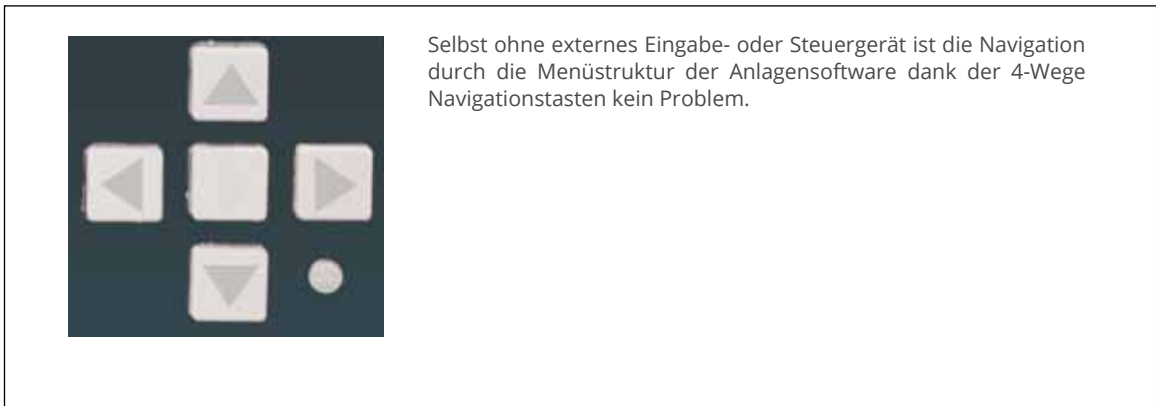 Selbst ohne externes Eingabe- oder Steuergerät ist die Navigation
durch die Menüstruktur der Anlagensoftware dank der 4-Wege
Navigationstasten kein Problem.